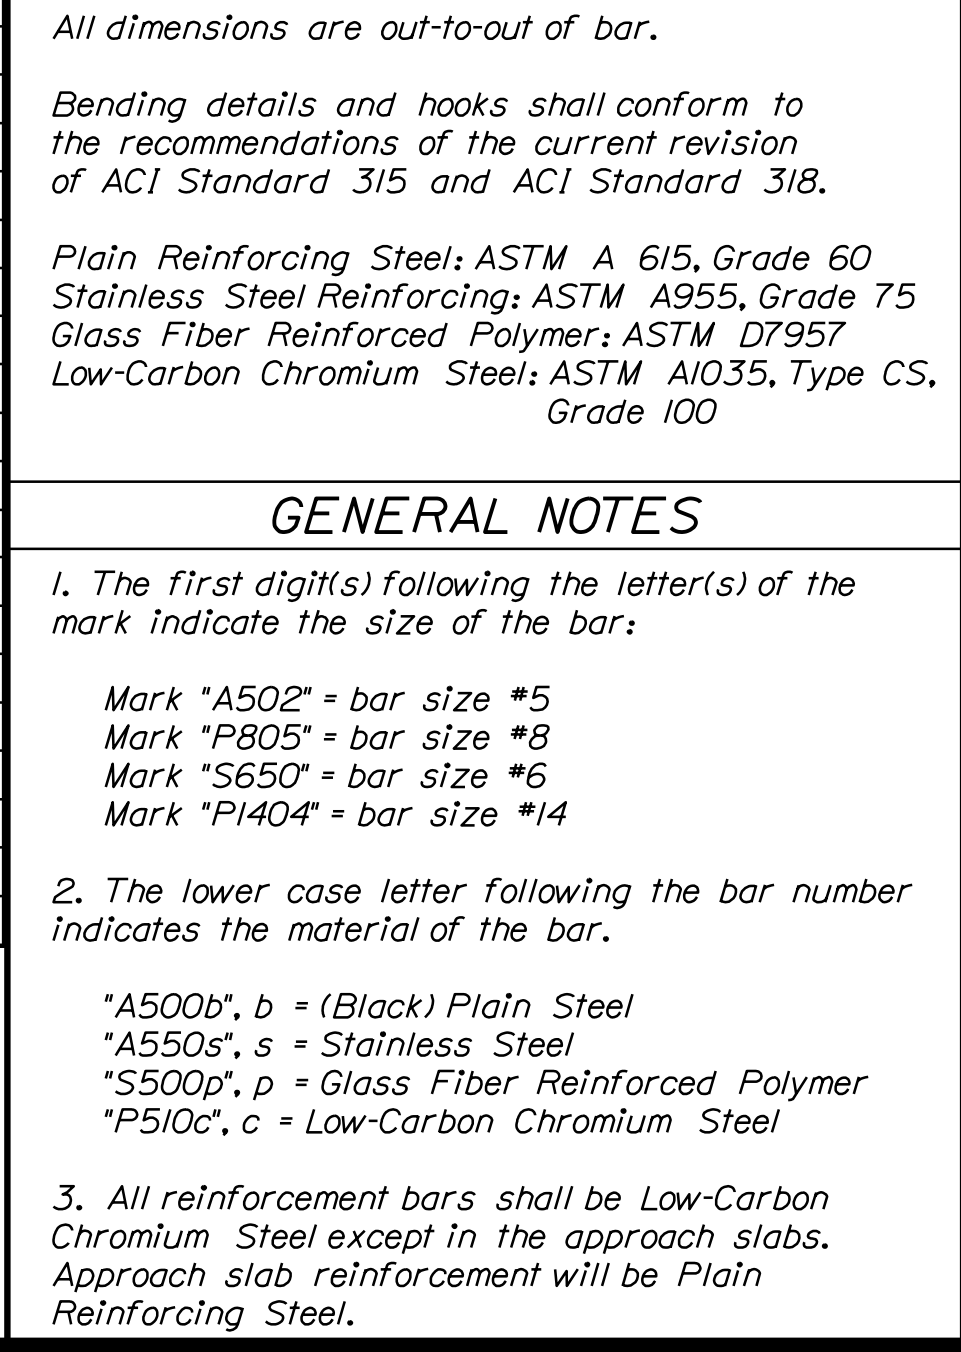 All dimensions are out-to-out of bar.
Bending details and hooks shall conform to
the recommendations of the current revision
of ACI Standard 315 and ACI Standard 318.
Plain Reinforcing Steel: ASTM A 615, Grade 60
Stainless Steel Reinforcing: ASTM A955, Grade 75
Glass Fiber Reinforced Polymer: ASTM D7957
Low-Carbon Chromium Steel: ASTM A1035, Type CS,
Grade 100
GENERAL NOTES
1. The first digit(s) following the letter(s) of the
mark indicate the size of the bar:
Mark "A502" = bar size #5
Mark "P805" = bar size #8
Mark "S650" = bar size #6
Mark "P1404" = bar size #14
2. The lower case letter following the bar number
indicates the material of the bar.
"A500b", b = (Black) Plain Steel
"A550s", s = Stainless Steel
"S500p", p = Glass Fiber Reinforced Polymer
"P510c", c = Low-Carbon Chromium Steel
3. All reinforcement bars shall be Low-Carbon
Chromium Steel except in the approach slabs.
Approach slab reinforcement will be Plain
Reinforcing Steel.